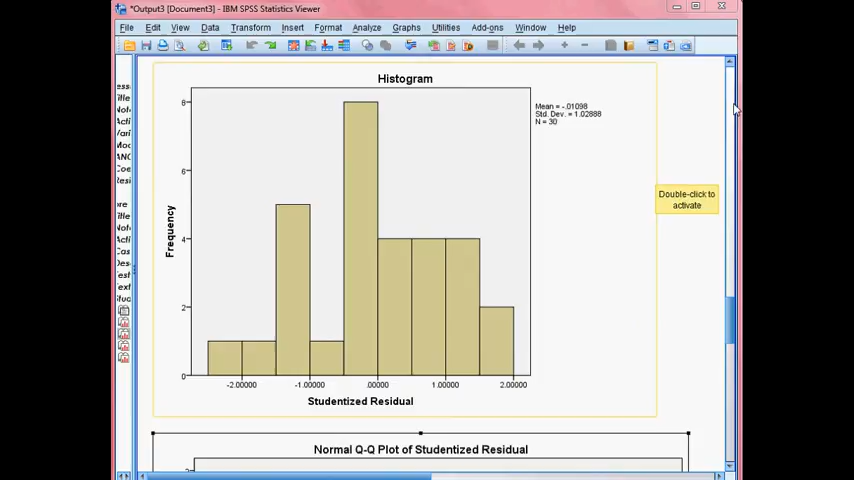 *Output3 [Document3] - IBM SPSS Statistics Viewer
File Edit View Data Transform Insert Format Analyze Graphs Utilities Add-ons Window Help
Histogram
Mean = -.01098
Std. Dev. = 1.02888
N = 30
Double-click to
activate
Frequency
8
6
4
2
0
-2.00000 -1.00000 .00000 1.00000 2.00000
Studentized Residual
Normal Q-Q Plot of Studentized Residual
2